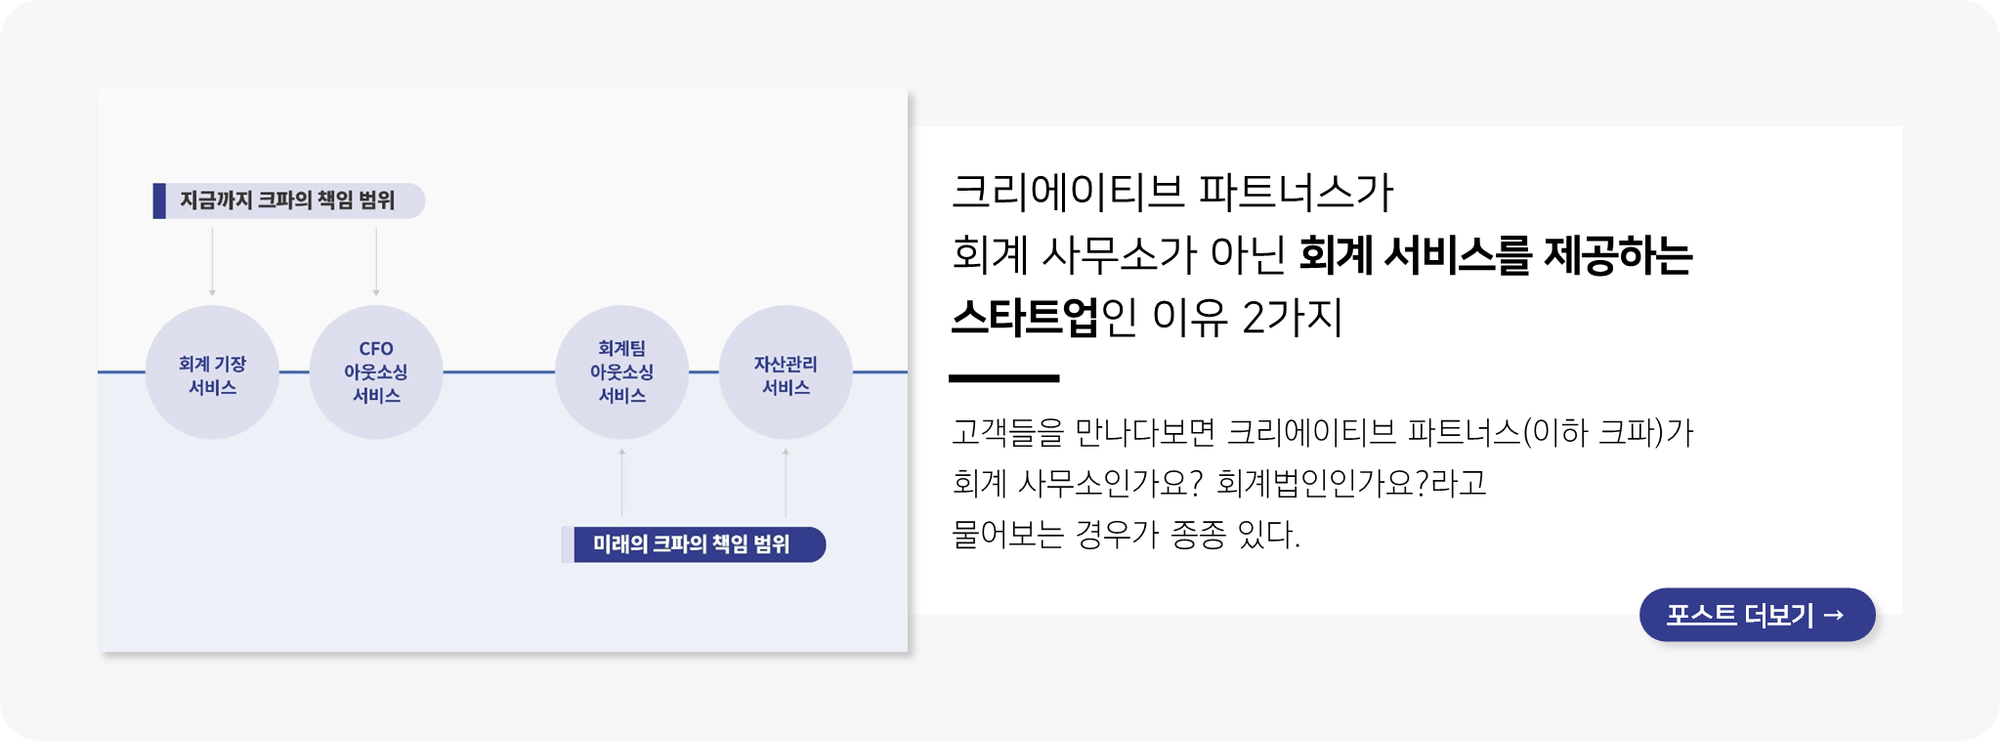 지금까지 크파의 책임 범위
회계 기장
서비스
CFO
아웃소싱
서비스
회계팀
아웃소싱
서비스
자산관리
서비스
미래의 크파의 책임 범위
크리에이티브 파트너스가
회계 사무소가 아닌 회계 서비스를 제공하는
스타트업인 이유 2가지
고객들을 만나다보면 크리에이티브 파트너스(이하 크파)가
회계 사무소인가요? 회계법인인가요?라고
물어보는 경우가 종종 있다.
포스트 더보기 →